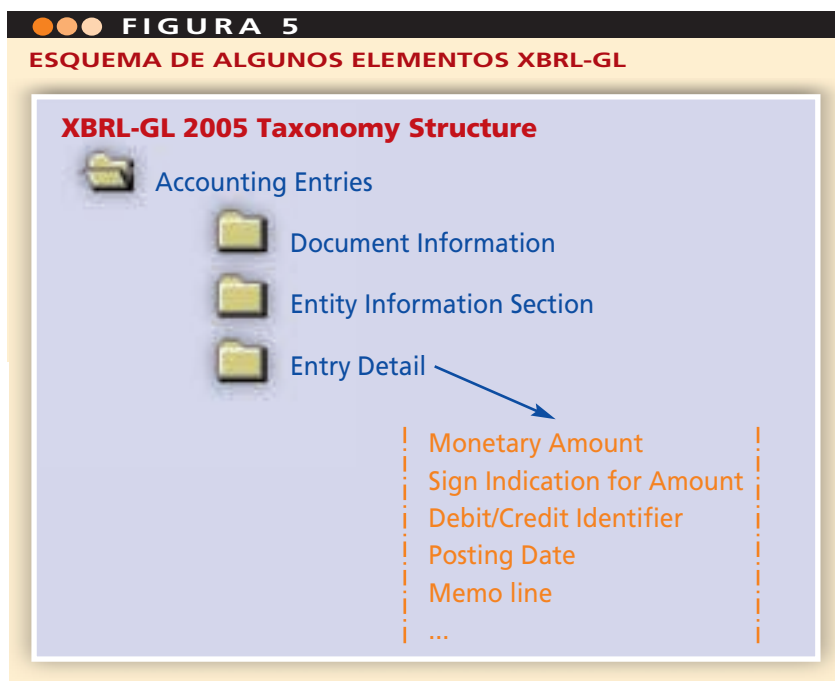 FIGURA 5
ESQUEMA DE ALGUNOS ELEMENTOS XBRL-GL
XBRL-GL 2005 Taxonomy Structure
Accounting Entries
Document Information
Entity Information Section
Entry Detail
Monetary Amount
Sign Indication for Amount
Debit/Credit Identifier
Posting Date
Memo line
...